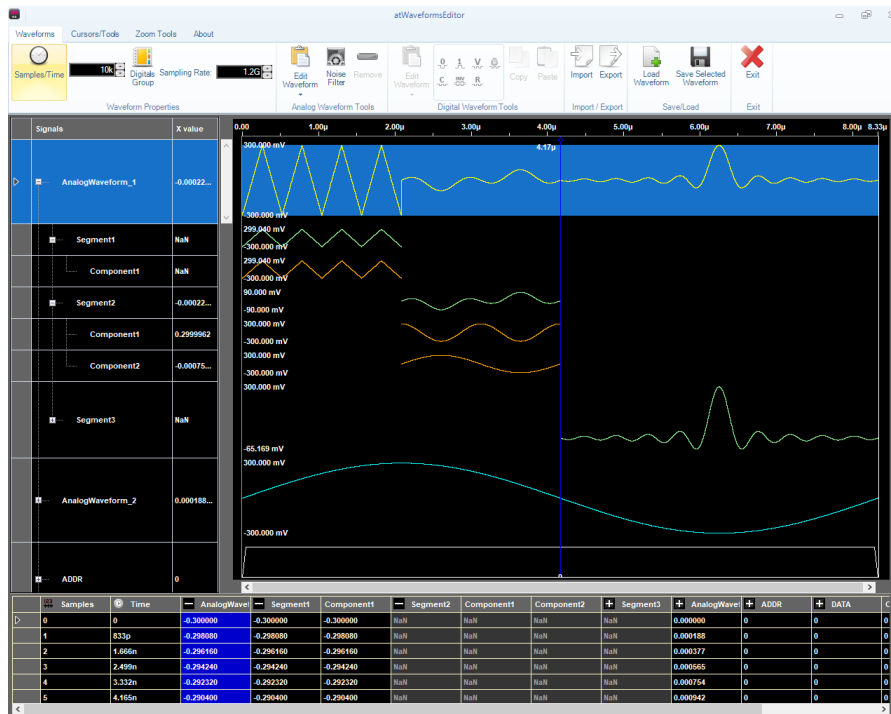 atWaveformsEditor
Waveforms Cursors/Tools Zoom Tools About
Samples/Time 10k Digitals Group Sampling Rate: 1.2G Edit Waveform Noise Filter Remove Edit Waveform 0 1 V C INV R Copy Paste Import Export Load Waveform Save Selected Waveform Exit
Waveform Properties Analog Waveform Tools Digital Waveform Tools Import / Export Save/Load Exit
Signals X value 0.00 1.00µ 2.00µ 3.00µ 4.00µ 5.00µ 6.00µ 7.00µ 8.00µ 8.33µ
300.000 mV 4.17µ
AnalogWaveform_1 -0.00022...
-300.000 mV
299.040 mV
Segment1 NaN
-300.000 mV
299.040 mV
Component1 NaN
-300.000 mV
90.000 mV
Segment2 -0.00022...
-90.000 mV
300.000 mV
Component1 0.2999962
-300.000 mV
300.000 mV
Component2 -0.00075...
-300.000 mV
300.000 mV
Segment3 NaN
-65.169 mV
300.000 mV
AnalogWaveform_2 0.000188...
-300.000 mV
ADDR 0 0
Samples Time AnalogWavef Segment1 Component1 Segment2 Component1 Component2 Segment3 AnalogWavef ADDR DATA C
0 0 -0.300000 -0.300000 -0.300000 NaN NaN NaN NaN 0.000000 0 0 0
1 833p -0.298080 -0.298080 -0.298080 NaN NaN NaN NaN 0.000188 0 0 0
2 1.666n -0.296160 -0.296160 -0.296160 NaN NaN NaN NaN 0.000377 0 0 0
3 2.499n -0.294240 -0.294240 -0.294240 NaN NaN NaN NaN 0.000565 0 0 0
4 3.332n -0.292320 -0.292320 -0.292320 NaN NaN NaN NaN 0.000754 0 0 0
5 4.165n -0.290400 -0.290400 -0.290400 NaN NaN NaN NaN 0.000942 0 0 0